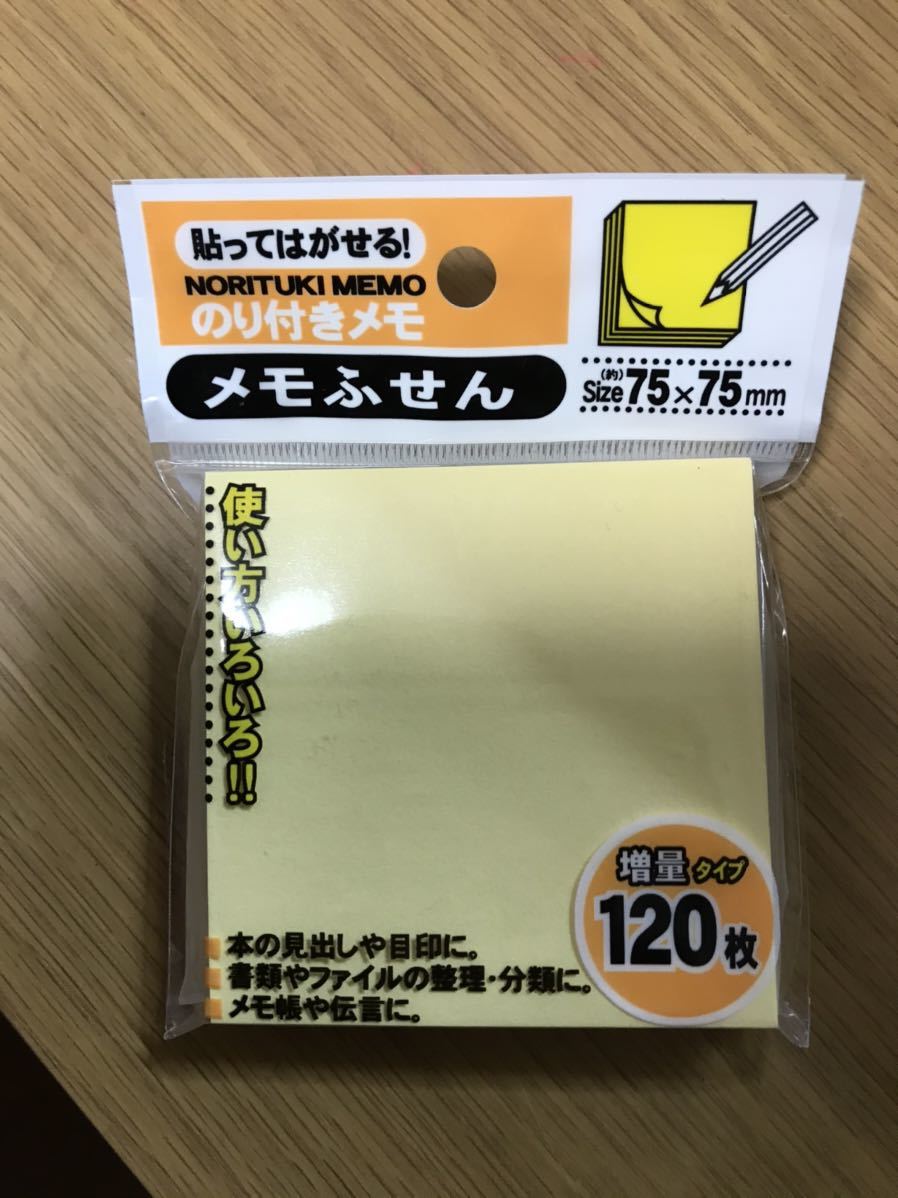 貼ってはがせる!
NORITUKI MEMO
のり付きメモ
メモふせん
(約)
Size 75×75mm
使い方いろいろ!!
増量タイプ
120枚
本の見出しや目印に。
書類やファイルの整理・分類に。
メモ帳や伝言に。